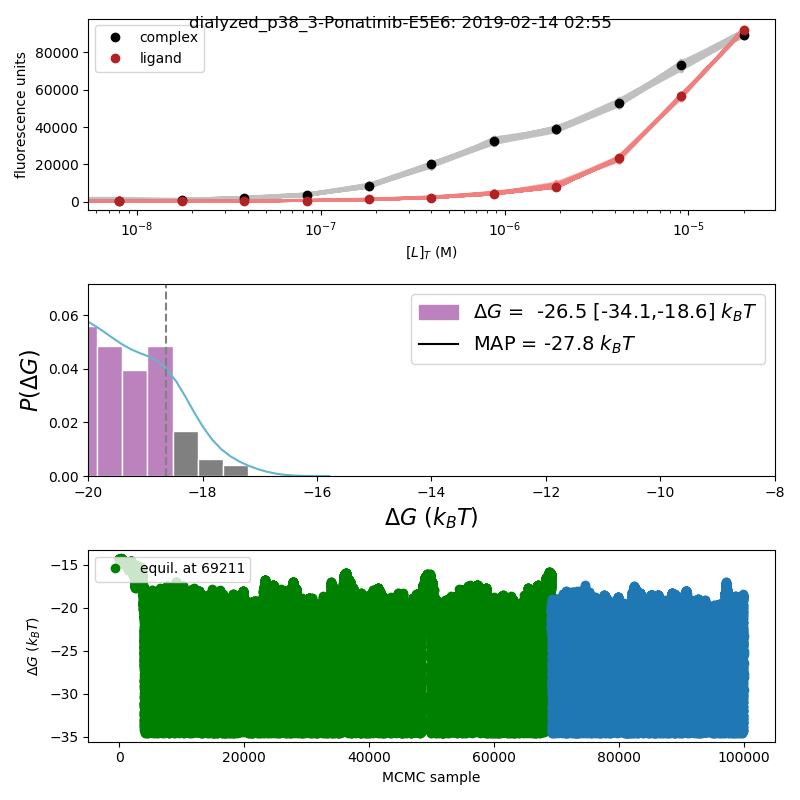 dialyzed_p38_3-Ponatinib-E5E6: 2019-02-14 02:55
complex
ligand
fluorescence units
80000
60000
40000
20000
0
10⁻⁸ 10⁻⁷ 10⁻⁶ 10⁻⁵
[L]_T (M)
ΔG = -26.5 [-34.1,-18.6] k_BT
MAP = -27.8 k_BT
P(ΔG)
0.06
0.04
0.02
0.00
−20 −18 −16 −14 −12 −10 −8
ΔG (k_BT)
equil. at 69211
ΔG (k_BT)
−15
−20
−25
−30
−35
0 20000 40000 60000 80000 100000
MCMC sample